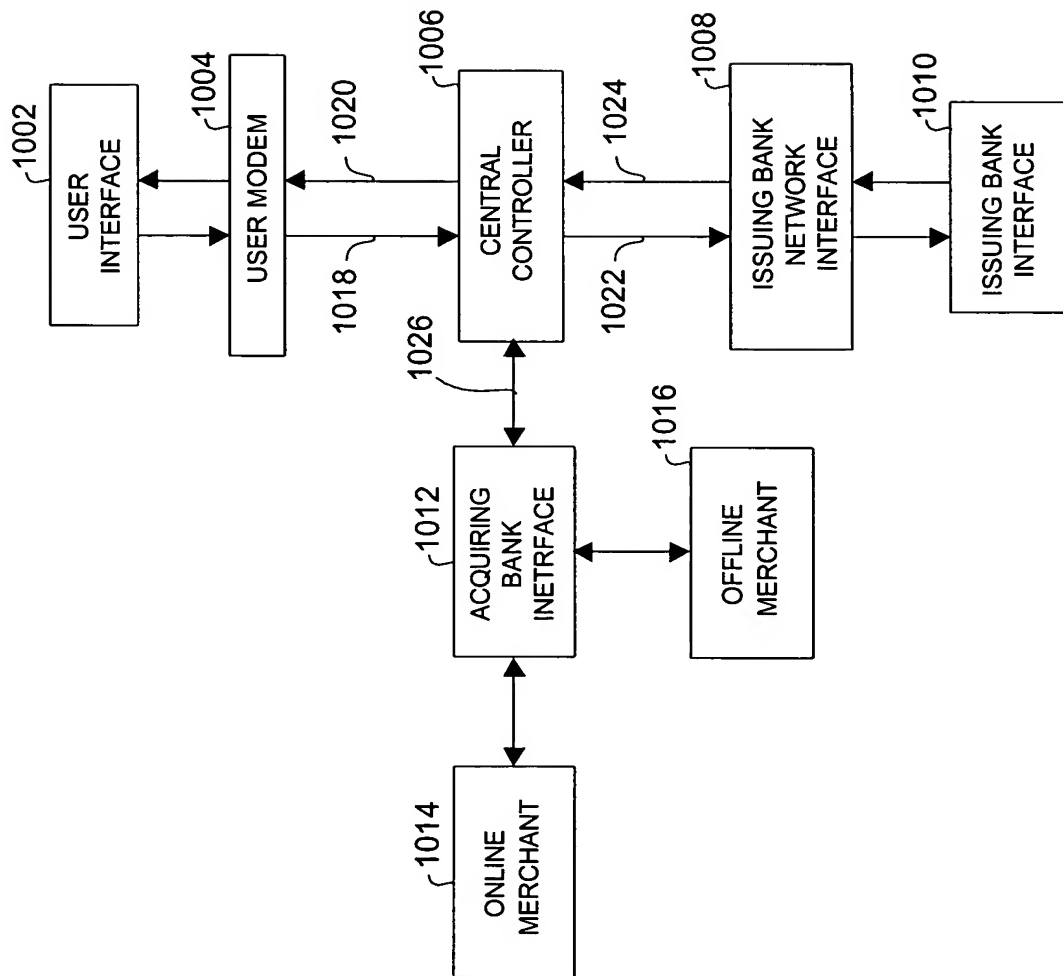 1002
USER
INTERFACE
1004
USER MODEM
1018
1020
1006
CENTRAL
CONTROLLER
1022
1024
1008
ISSUING BANK
NETWORK
INTERFACE
1010
ISSUING BANK
INTERFACE
1026
1012
ACQUIRING
BANK
INETRFACE
1016
OFFLINE
MERCHANT
1014
ONLINE
MERCHANT